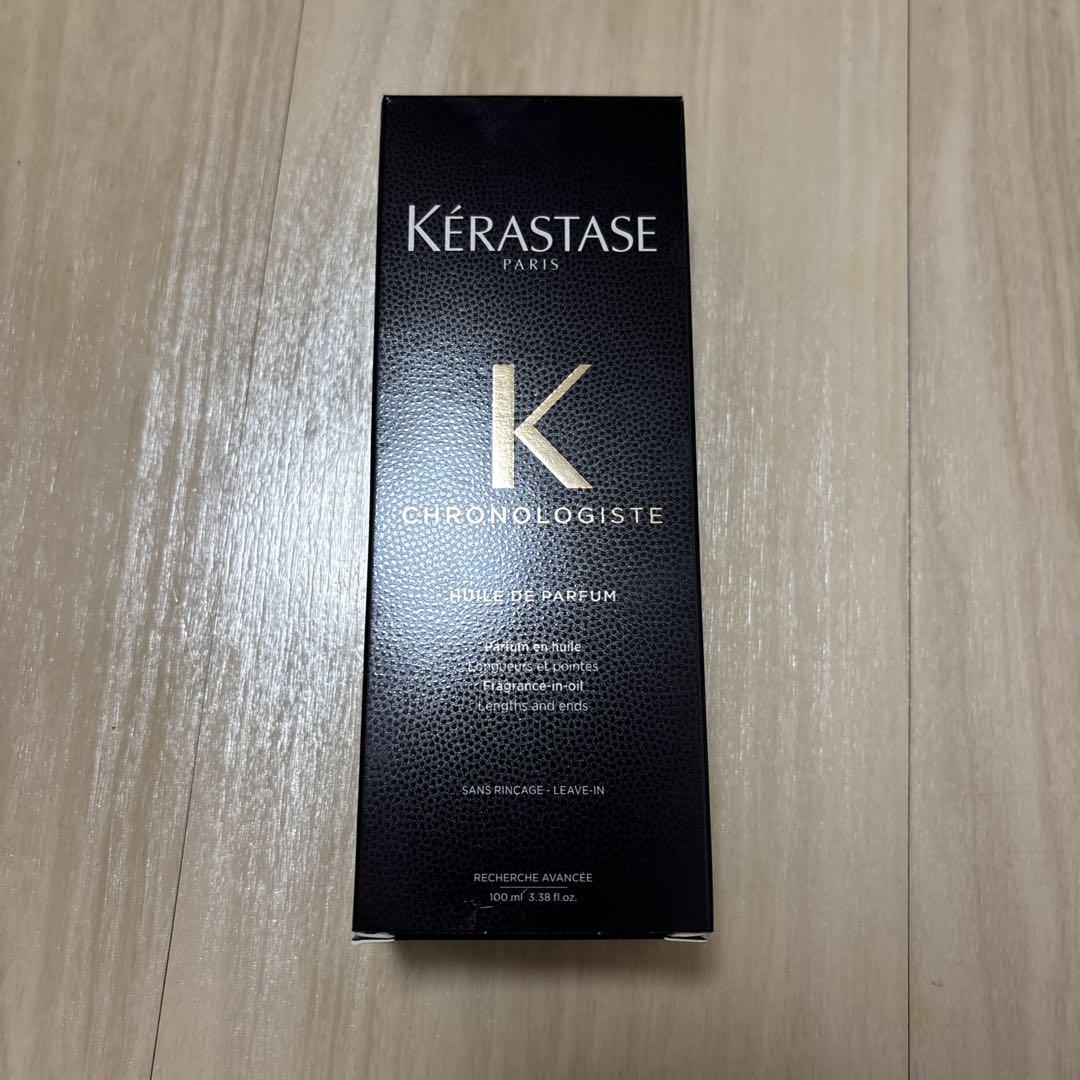 KÉRASTASE
PARIS
K
CHRONOLOGISTE
HUILE DE PARFUM
Parfum en huile
Longueurs et pointes
Fragrance-in-oil
Lengths and ends
SANS RINÇAGE - LEAVE-IN
RECHERCHE AVANCÉE
100 ml 3.38 fl.oz.